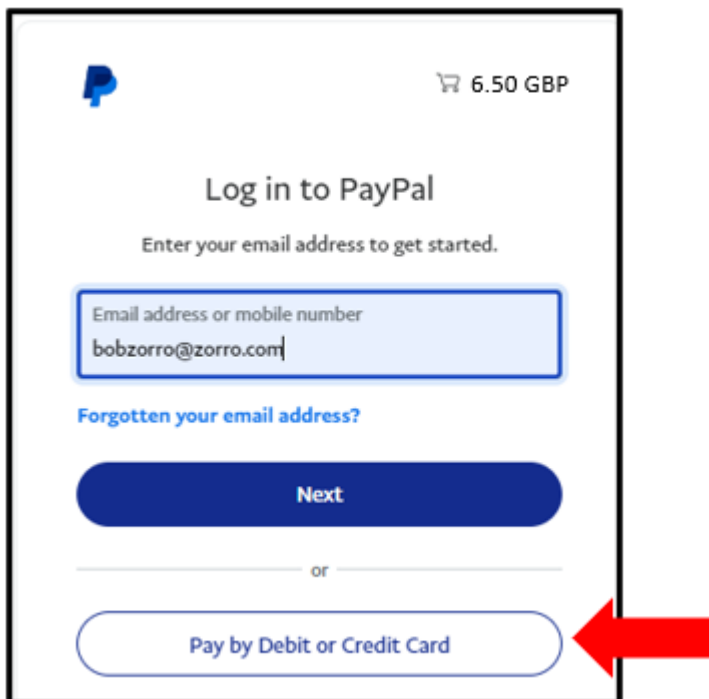 6.50 GBP
Log in to PayPal
Enter your email address to get started.
Email address or mobile number
bobzorro@zorro.com
Forgotten your email address?
Next
or
Pay by Debit or Credit Card